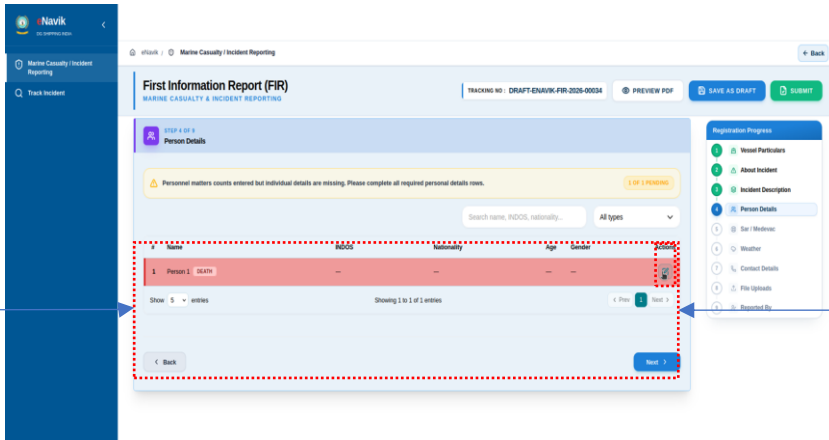 eNavik
DG SHIPPING INDIA
Marine Casualty / Incident
Reporting
Track Incident
eNavik / Marine Casualty / Incident Reporting
← Back
First Information Report (FIR)
MARINE CASUALTY & INCIDENT REPORTING
TRACKING NO : DRAFT-ENAVIK-FIR-2026-00034
PREVIEW PDF
SAVE AS DRAFT
SUBMIT
STEP 4 OF 9
Person Details
Personnel matters counts entered but individual details are missing. Please complete all required personal details rows.
1 OF 1 PENDING
Search name, INDOS, nationality...
All types
# Name INDOS Nationality Age Gender Actions
1 Person 1 DEATH — — — —
Show 5 entries
Showing 1 to 1 of 1 entries
< Prev 1 Next >
< Back
Next >
Registration Progress
1 Vessel Particulars
2 About Incident
3 Incident Description
4 Person Details
5 Sar / Medevac
6 Weather
7 Contact Details
8 File Uploads
9 Reported By